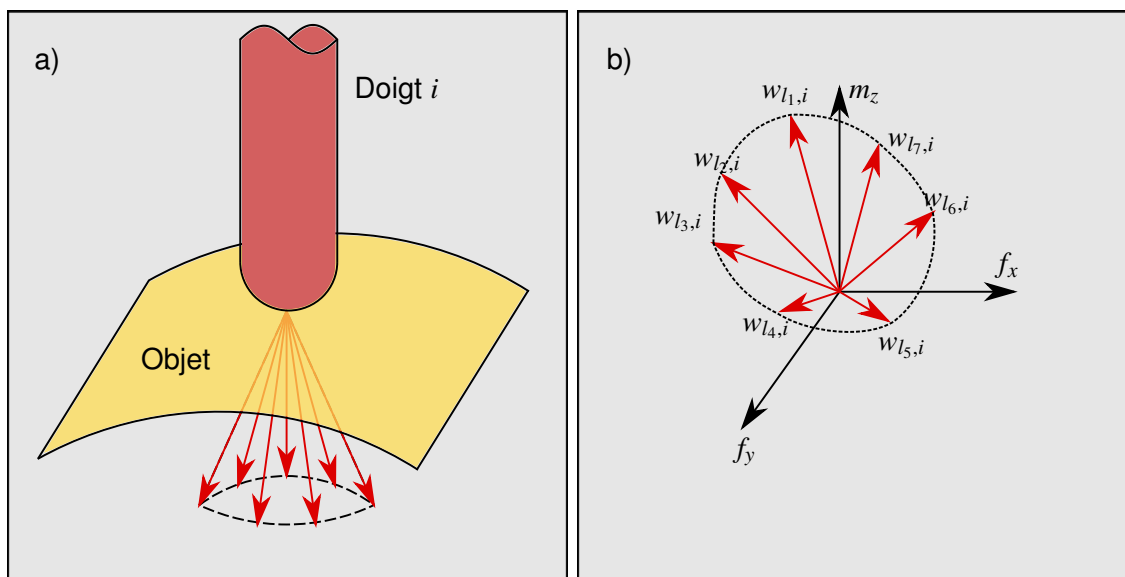 a)
Doigt i
Objet
b)
m_z
w_{l_1,i}
w_{l_7,i}
w_{l_2,i}
w_{l_6,i}
w_{l_3,i}
f_x
w_{l_4,i}
w_{l_5,i}
f_y